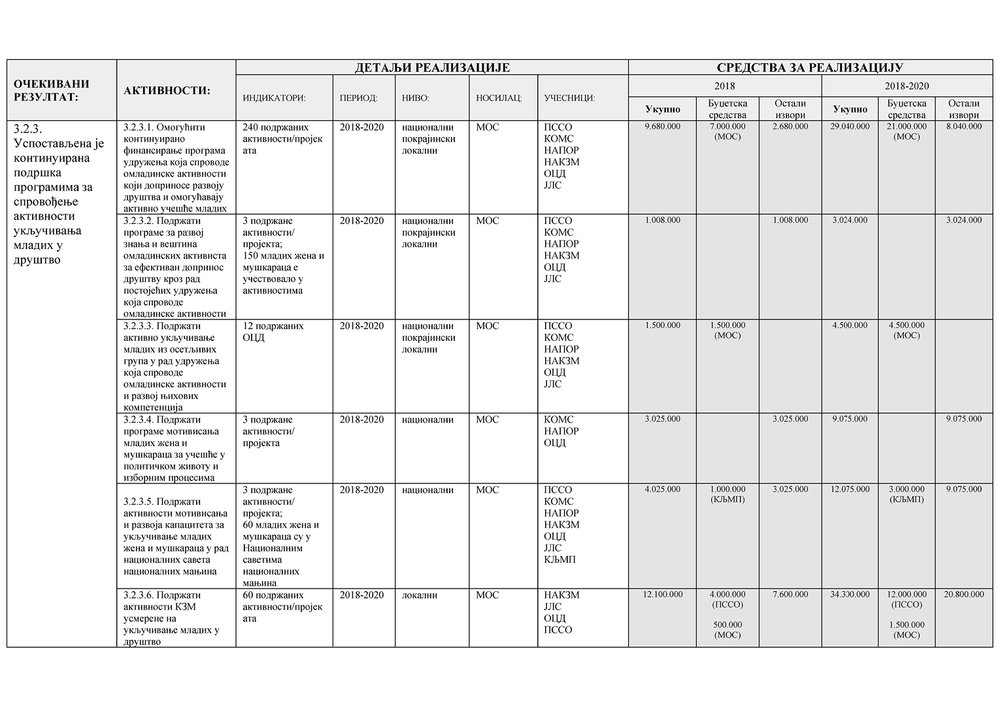 ОЧЕКИВАНИ
РЕЗУЛТАТ:
АКТИВНОСТИ:
ДЕТАЉИ РЕАЛИЗАЦИЈЕ
СРЕДСТВА ЗА РЕАЛИЗАЦИЈУ
ИНДИКАТОРИ:
ПЕРИОД:
НИВО:
НОСИЛАЦ:
УЧЕСНИЦИ:
2018
2018-2020
Укупно
Буџетска
средства
Остали
извори
Укупно
Буџетска
средства
Остали
извори
3.2.3.
Успостављена је
континуирана
подршка
програмима за
спровођење
активности
укључивања
младих у
друштво
3.2.3.1. Омогућити
континуирано
финансирање програма
удружења која спроводе
омладинске активности
који доприносе развоју
друштва и омогућавају
активно учешће младих
240 подржаних
активности/пројек
ата
2018-2020
национални
покрајински
локални
МОС
ПССО
КОМС
НАПОР
НАКЗМ
ОЦД
ЈЛС
9.680.000
7.000.000
(МОС)
2.680.000
29.040.000
21.000.000
(МОС)
8.040.000
3.2.3.2. Подржати
програме за развој
знања и вештина
омладинских активиста
за ефективан допринос
друштву кроз рад
постојећих удружења
која спроводе
омладинске активности
3 подржане
активности/
пројекта;
150 младих жена и
мушкараца е
учествовало у
активностима
2018-2020
национални
покрајински
локални
МОС
ПССО
КОМС
НАПОР
НАКЗМ
ОЦД
ЈЛС
1.008.000
1.008.000
3.024.000
3.024.000
3.2.3.3. Подржати
активно укључивање
младих из осетљивих
група у рад удружења
која спроводе
омладинске активности
и развој њихових
компетенција
12 подржаних
ОЦД
2018-2020
национални
покрајински
локални
МОС
ПССО
КОМС
НАПОР
НАКЗМ
ОЦД
ЈЛС
1.500.000
1.500.000
(МОС)
4.500.000
4.500.000
(МОС)
3.2.3.4. Подржати
програме мотивисања
младих жена и
мушкараца за учешће у
политичком животу и
изборним процесима
3 подржане
активности/
пројекта
2018-2020
национални
МОС
КОМС
НАПОР
ОЦД
3.025.000
3.025.000
9.075.000
9.075.000
3.2.3.5. Подржати
активности мотивисања
и развоја капацитета за
укључивање младих
жена и мушкараца у рад
националних савета
националних мањина
3 подржане
активности/
пројекта;
60 младих жена и
мушкараца су у
Националним
саветима
националних
мањина
2018-2020
национални
МОС
ПССО
КОМС
НАПОР
НАКЗМ
ОЦД
ЈЛС
КЉМП
4.025.000
1.000.000
(КЉМП)
3.025.000
12.075.000
3.000.000
(КЉМП)
9.075.000
3.2.3.6. Подржати
активности КЗМ
усмерене на
укључивање младих у
друштво
60 подржаних
активности/пројек
ата
2018-2020
локални
МОС
НАКЗМ
ЈЛС
ОЦД
ПССО
12.100.000
4.000.000
(ПССО)
500.000
(МОС)
7.600.000
34.300.000
12.000.000
(ПССО)
1.500.000
(МОС)
20.800.000